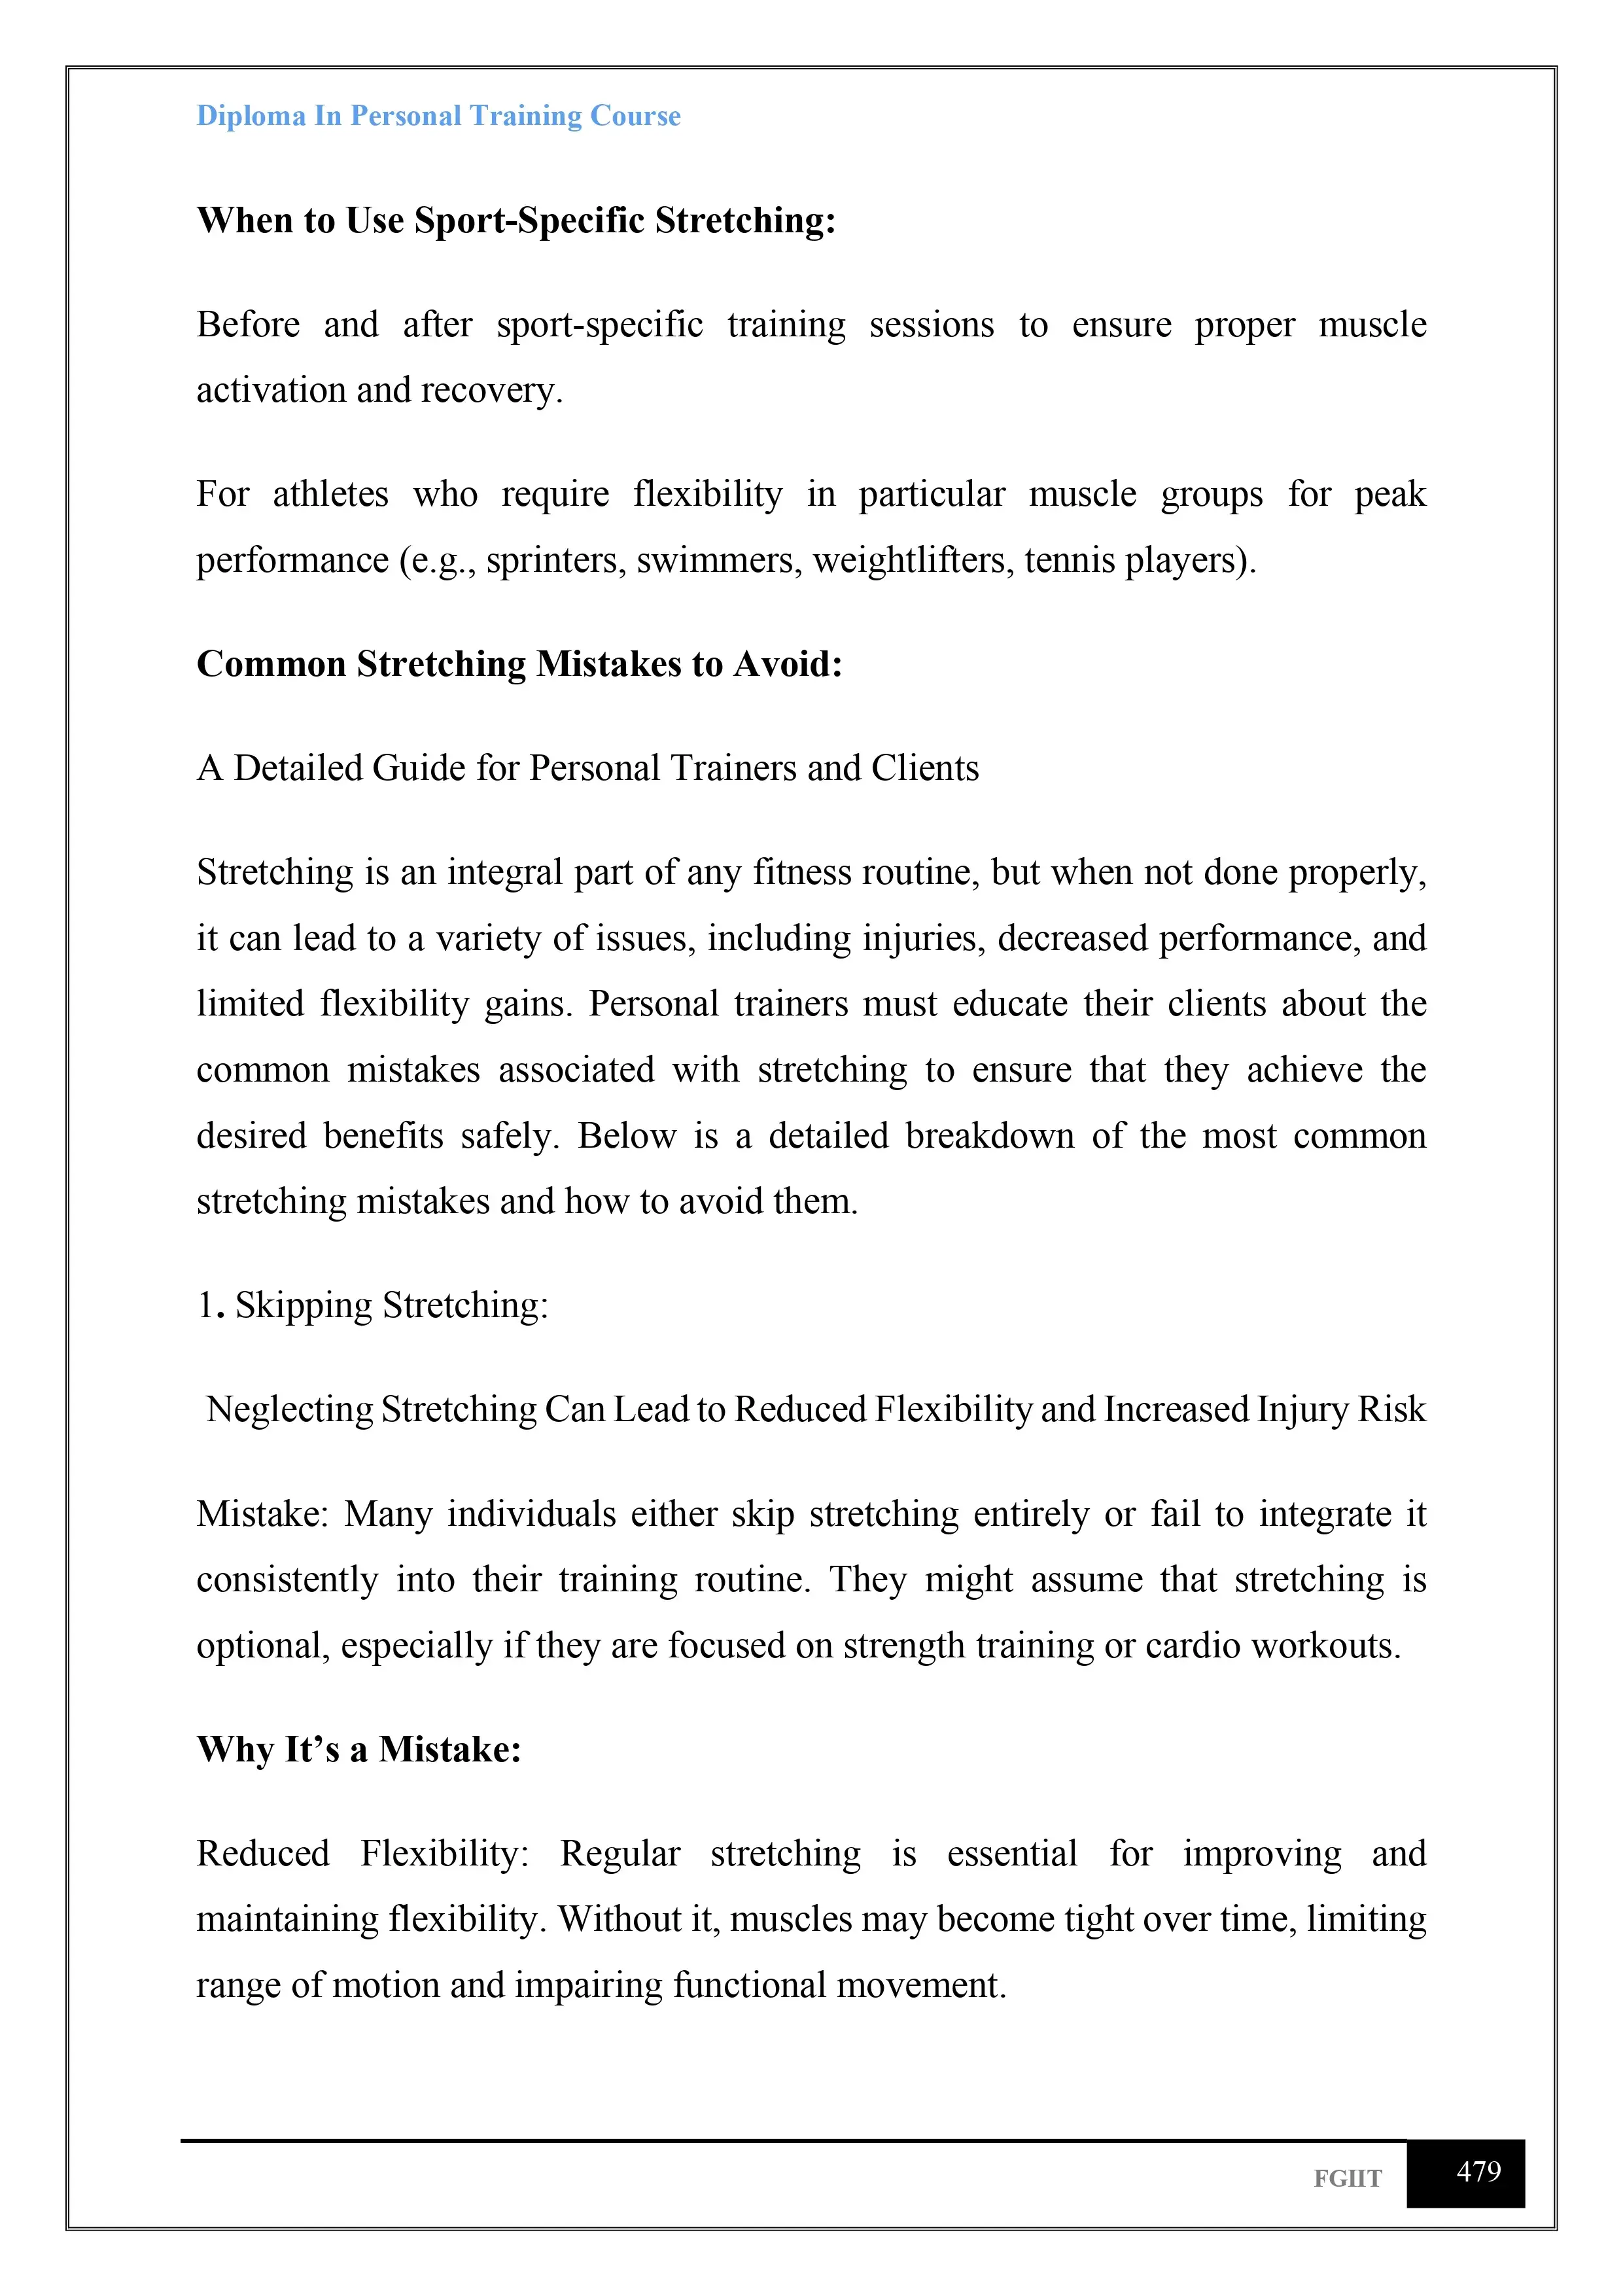 Diploma In Personal Training Course
When to Use Sport-Specific Stretching:
Before and after sport-specific training sessions to ensure proper muscle
activation and recovery.
For athletes who require flexibility in particular muscle groups for peak
performance (e.g., sprinters, swimmers, weightlifters, tennis players).
Common Stretching Mistakes to Avoid:
A Detailed Guide for Personal Trainers and Clients
Stretching is an integral part of any fitness routine, but when not done properly,
it can lead to a variety of issues, including injuries, decreased performance, and
limited flexibility gains. Personal trainers must educate their clients about the
common mistakes associated with stretching to ensure that they achieve the
desired benefits safely. Below is a detailed breakdown of the most common
stretching mistakes and how to avoid them.
1. Skipping Stretching:
Neglecting Stretching Can Lead to Reduced Flexibility and Increased Injury Risk
Mistake: Many individuals either skip stretching entirely or fail to integrate it
consistently into their training routine. They might assume that stretching is
optional, especially if they are focused on strength training or cardio workouts.
Why It’s a Mistake:
Reduced Flexibility: Regular stretching is essential for improving and
maintaining flexibility. Without it, muscles may become tight over time, limiting
range of motion and impairing functional movement.
FGIIT 479